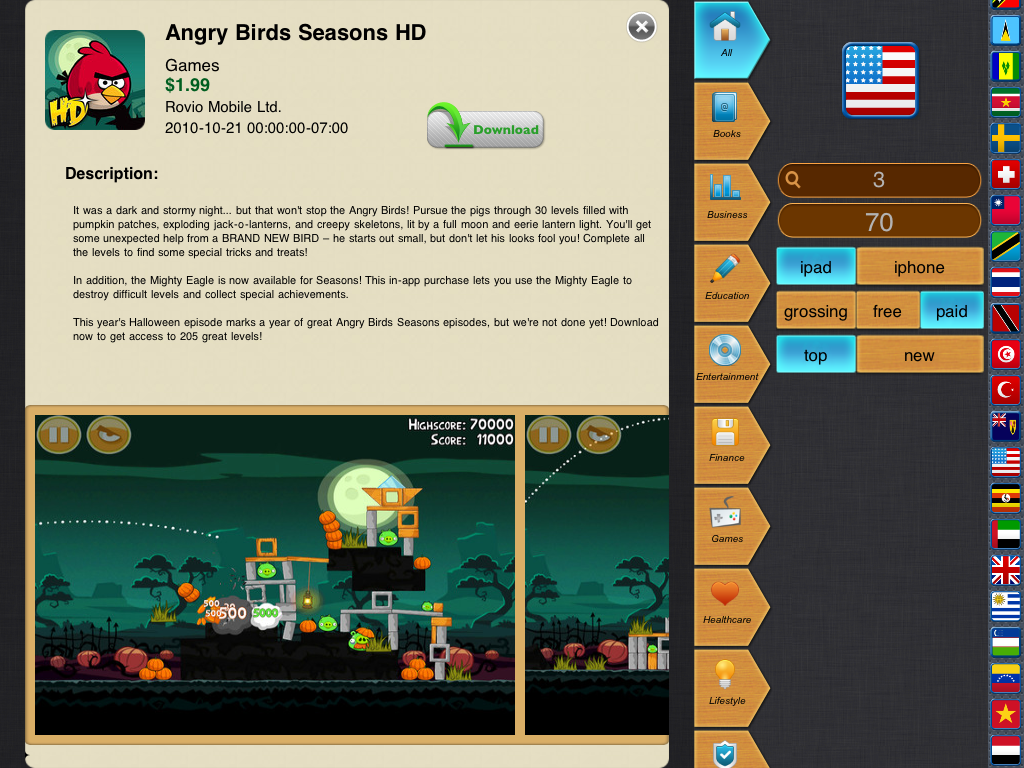 Angry Birds Seasons HD
Games
$1.99
Rovio Mobile Ltd.
2010-10-21 00:00:00-07:00
HD
Download
Description:
It was a dark and stormy night... but that won't stop the Angry Birds! Pursue the pigs through 30 levels filled with
pumpkin patches, exploding jack-o-lanterns, and creepy skeletons, lit by a full moon and eerie lantern light. You'll get
some unexpected help from a BRAND NEW BIRD – he starts out small, but don't let his looks fool you! Complete all
the levels to find some special tricks and treats!
In addition, the Mighty Eagle is now available for Seasons! This in-app purchase lets you use the Mighty Eagle to
destroy difficult levels and collect special achievements.
This year's Halloween episode marks a year of great Angry Birds Seasons episodes, but we're not done yet! Download
now to get access to 205 great levels!
Highscore: 70000
Score: 11000
500
500
500
5000
All
Books
Business
Education
Entertainment
Finance
Games
Healthcare
Lifestyle
3
70
ipad
iphone
grossing
free
paid
top
new